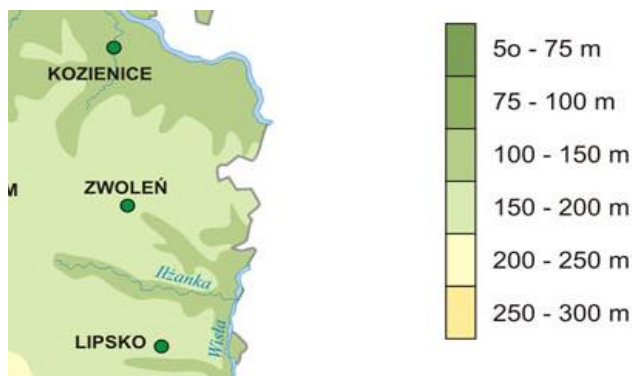 KOZIENICE
ZWOLEŃ
M
Iłżanka
LIPSKO
Wisła
5o - 75 m
75 - 100 m
100 - 150 m
150 - 200 m
200 - 250 m
250 - 300 m